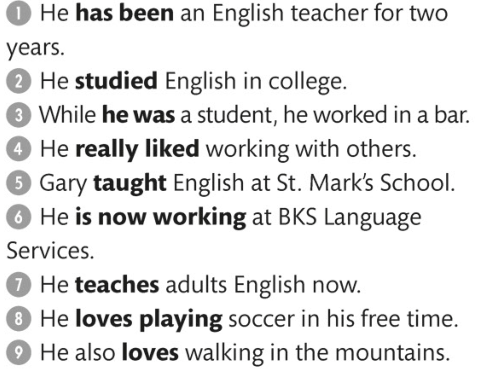 1 He has been an English teacher for two
years.
2 He studied English in college.
3 While he was a student, he worked in a bar.
4 He really liked working with others.
5 Gary taught English at St. Mark's School.
6 He is now working at BKS Language
Services.
7 He teaches adults English now.
8 He loves playing soccer in his free time.
9 He also loves walking in the mountains.